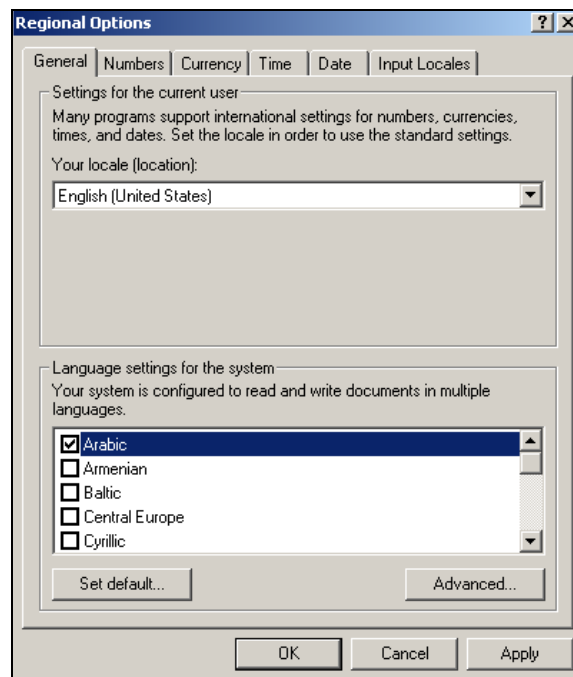 Regional Options
General Numbers Currency Time Date Input Locales
Settings for the current user
Many programs support international settings for numbers, currencies,
times, and dates. Set the locale in order to use the standard settings.
Your locale (location):
English (United States)
Language settings for the system
Your system is configured to read and write documents in multiple
languages.
Arabic
Armenian
Baltic
Central Europe
Cyrillic
Set default... Advanced...
OK Cancel Apply